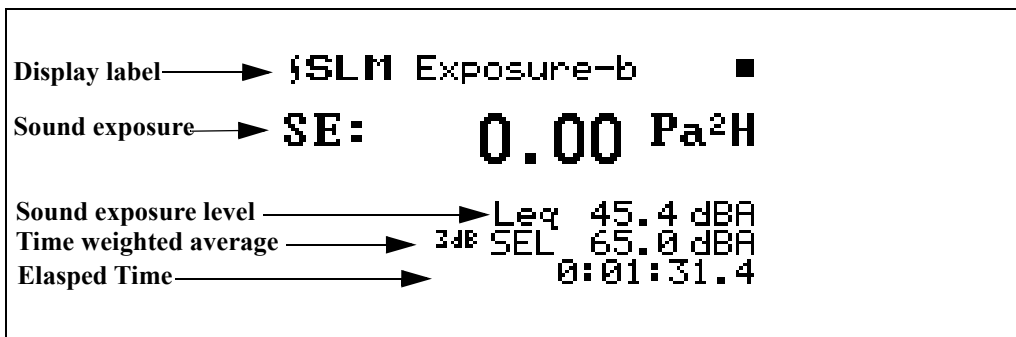 Display label ∫SLM Exposure-b ■
Sound exposure SE: 0.00 Pa²H
Sound exposure level Leq 45.4 dBA
Time weighted average 3dB SEL 65.0 dBA
Elasped Time 0:01:31.4